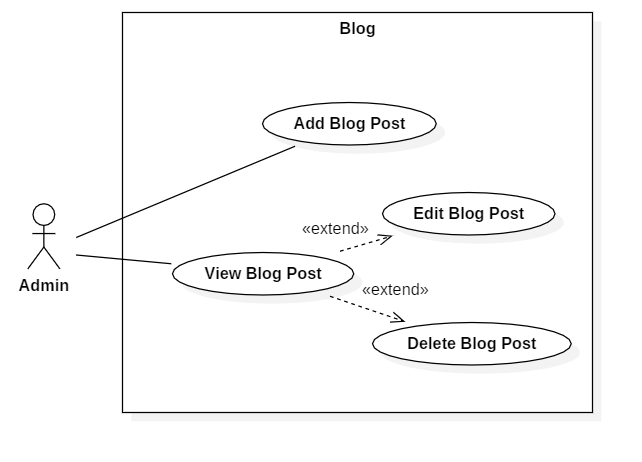 Blog
Add Blog Post
Edit Blog Post
«extend»
View Blog Post
Admin
«extend»
Delete Blog Post